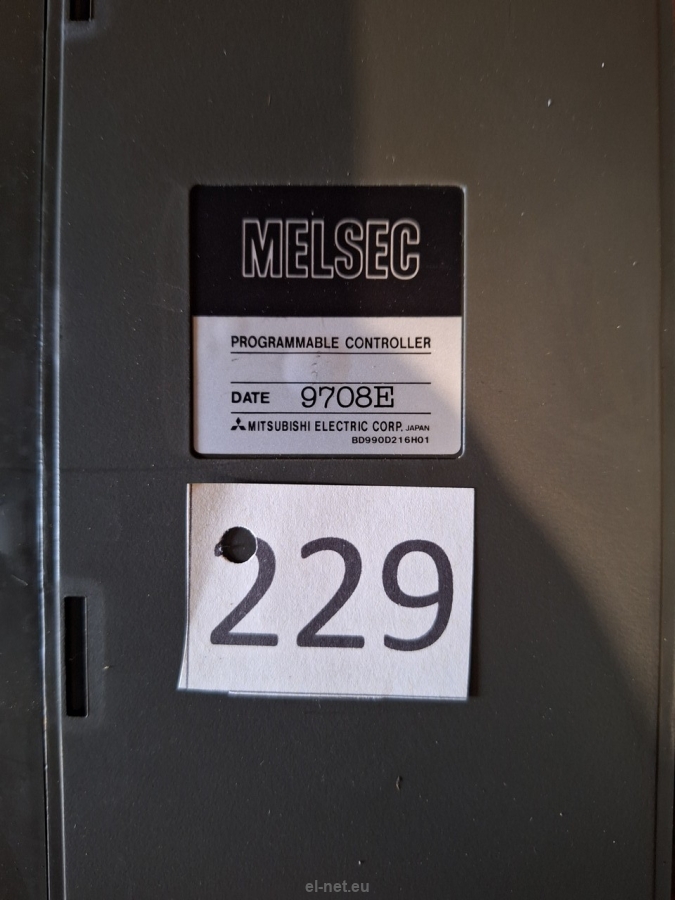 MELSEC
PROGRAMMABLE CONTROLLER
DATE 9708E
MITSUBISHI ELECTRIC CORP. JAPAN
BD990D216H01
229
el-net.eu